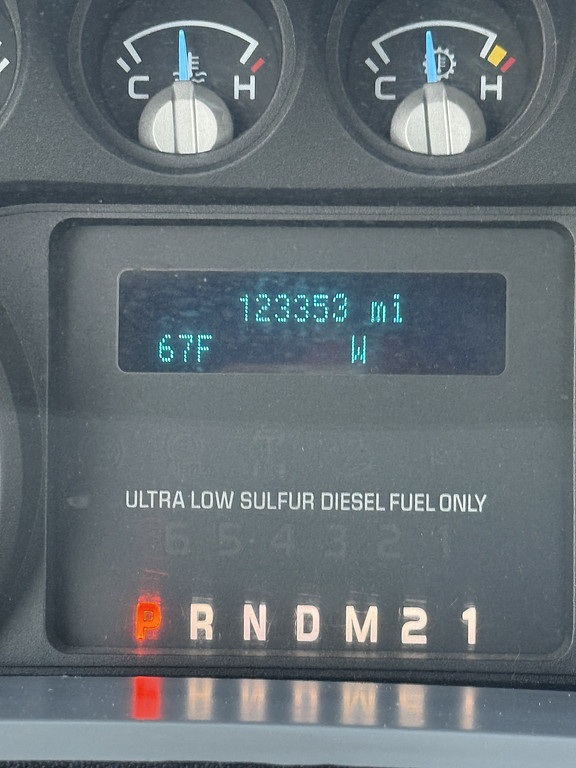 C H C H
123353 mi
67F W
ULTRA LOW SULFUR DIESEL FUEL ONLY
6 5 4 3 2 1
P R N D M 2 1